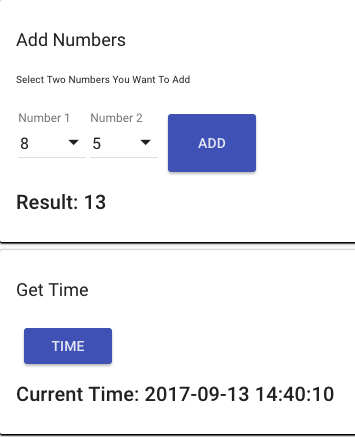 Add Numbers
Select Two Numbers You Want To Add
Number 1 Number 2
8 5 ADD
Result: 13
Get Time
TIME
Current Time: 2017-09-13 14:40:10